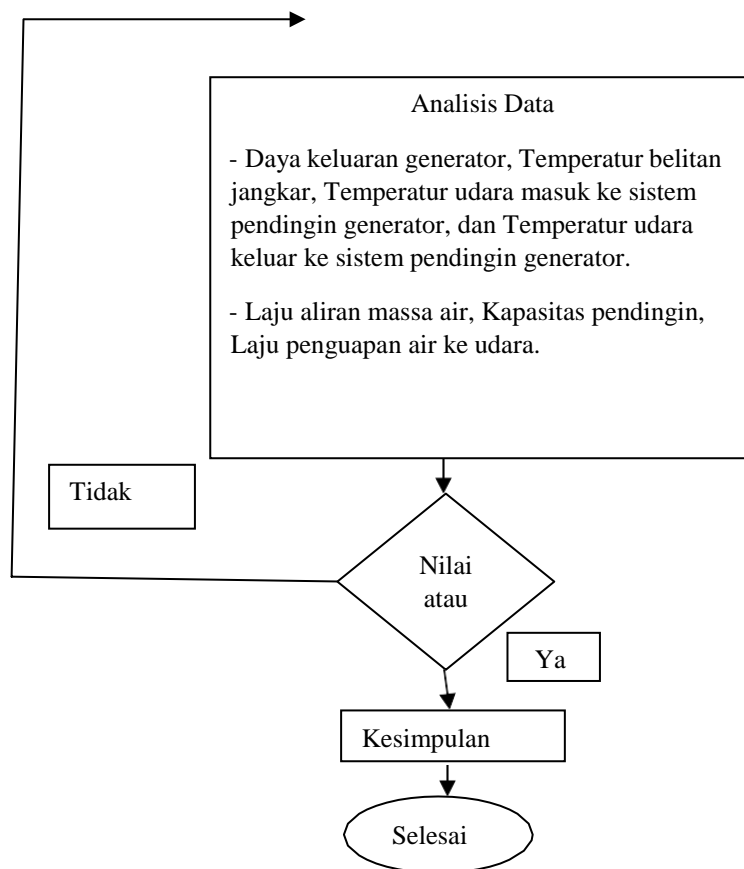 Analisis Data
- Daya keluaran generator, Temperatur belitan
jangkar, Temperatur udara masuk ke sistem
pendingin generator, dan Temperatur udara
keluar ke sistem pendingin generator.
- Laju aliran massa air, Kapasitas pendingin,
Laju penguapan air ke udara.
Tidak
Nilai
atau
Ya
Kesimpulan
Selesai